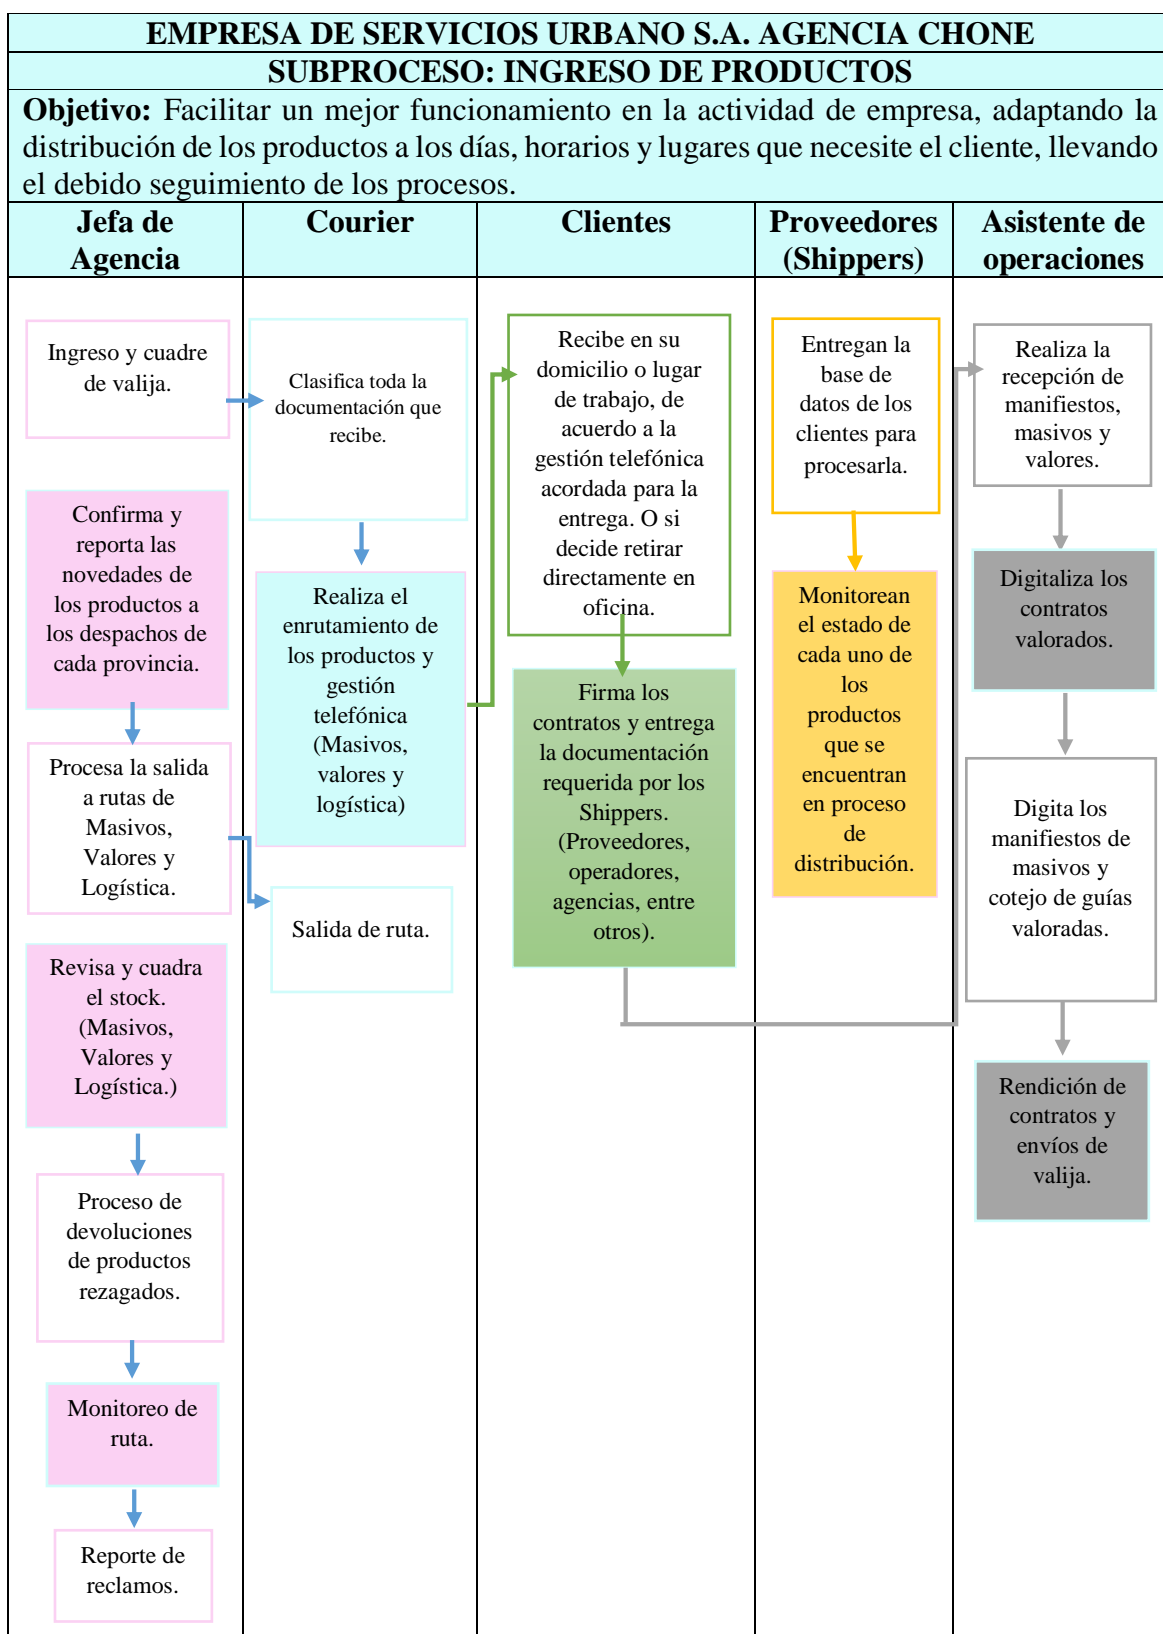 EMPRESA DE SERVICIOS URBANO S.A. AGENCIA CHONE
SUBPROCESO: INGRESO DE PRODUCTOS
Objetivo: Facilitar un mejor funcionamiento en la actividad de empresa, adaptando la
distribución de los productos a los días, horarios y lugares que necesite el cliente, llevando
el debido seguimiento de los procesos.
Jefa de
Agencia
Courier
Clientes
Proveedores
(Shippers)
Asistente de
operaciones
Ingreso y cuadre
de valija.
Confirma y
reporta las
novedades de
los productos a
los despachos de
cada provincia.
Procesa la salida
a rutas de
Masivos,
Valores y
Logística.
Revisa y cuadra
el stock.
(Masivos,
Valores y
Logística.)
Proceso de
devoluciones
de productos
rezagados.
Monitoreo de
ruta.
Reporte de
reclamos.
Clasifica toda la
documentación que
recibe.
Realiza el
enrutamiento de
los productos y
gestión
telefónica
(Masivos,
valores y
logística)
Salida de ruta.
Recibe en su
domicilio o lugar
de trabajo, de
acuerdo a la
gestión telefónica
acordada para la
entrega. O si
decide retirar
directamente en
oficina.
Firma los
contratos y entrega
la documentación
requerida por los
Shippers.
(Proveedores,
operadores,
agencias, entre
otros).
Entregan la
base de
datos de los
clientes para
procesarla.
Monitorean
el estado de
cada uno de
los
productos
que se
encuentran
en proceso
de
distribución.
Realiza la
recepción de
manifiestos,
masivos y
valores.
Digitaliza los
contratos
valorados.
Digita los
manifiestos de
masivos y
cotejo de guías
valoradas.
Rendición de
contratos y
envíos de
valija.